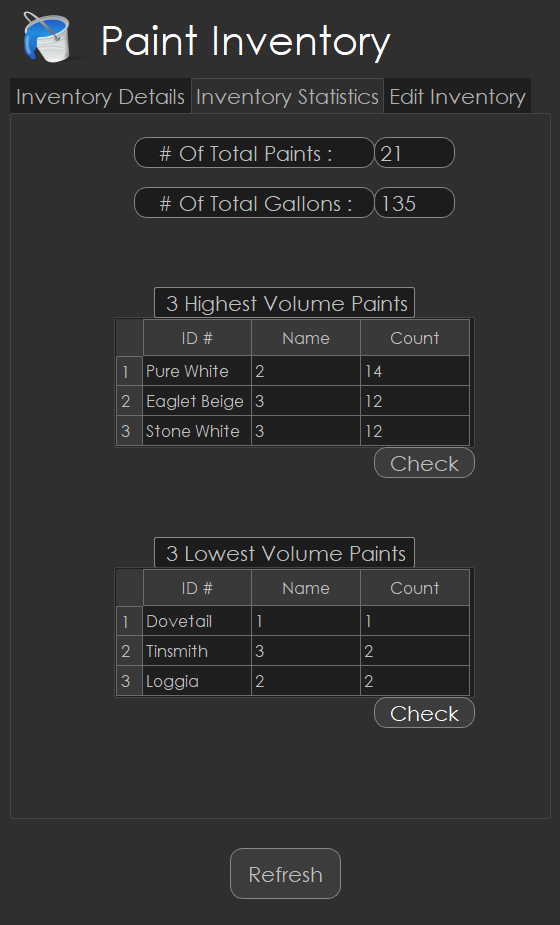 Paint Inventory
Inventory Details Inventory Statistics Edit Inventory
# Of Total Paints : 21
# Of Total Gallons : 135
3 Highest Volume Paints
ID # Name Count
1 Pure White 2 14
2 Eaglet Beige 3 12
3 Stone White 3 12
Check
3 Lowest Volume Paints
ID # Name Count
1 Dovetail 1 1
2 Tinsmith 3 2
3 Loggia 2 2
Check
Refresh